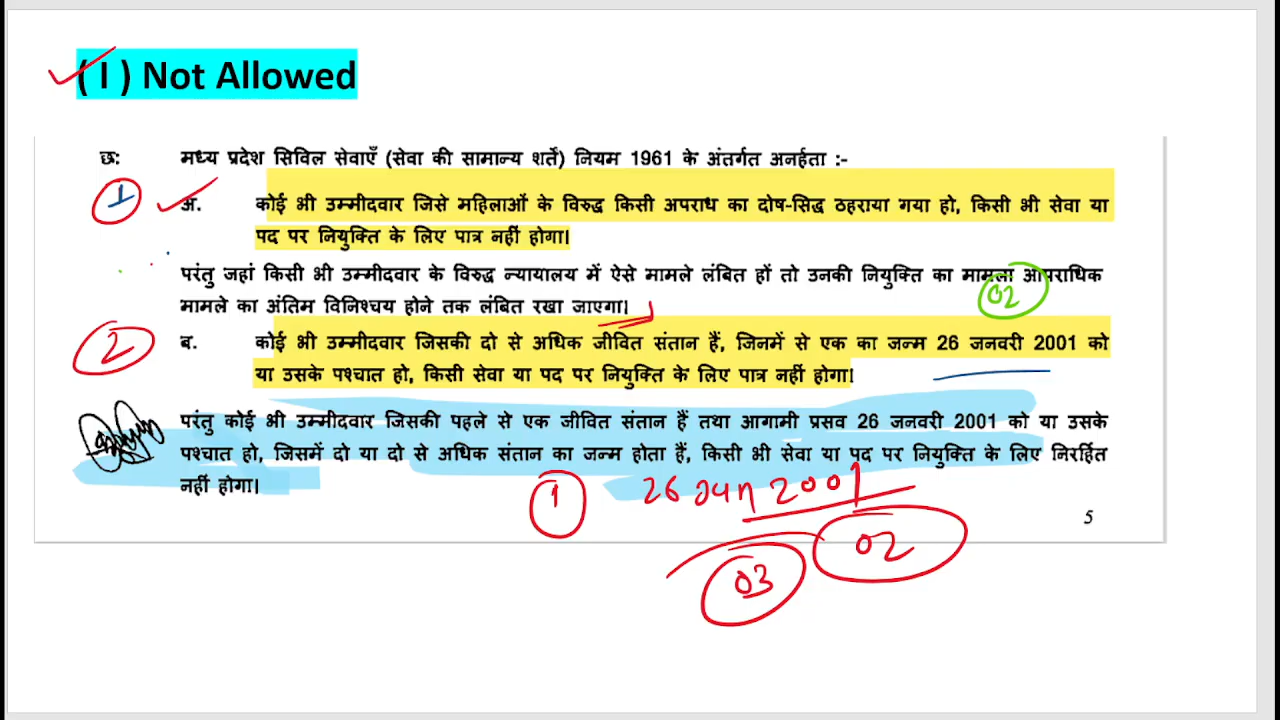 ( I ) Not Allowed
छः मध्य प्रदेश सिविल सेवाएँ (सेवा की सामान्य शर्तें) नियम 1961 के अंतर्गत अनर्हता :-
1 अ. कोई भी उम्मीदवार जिसे महिलाओं के विरुद्ध किसी अपराध का दोष-सिद्ध ठहराया गया हो, किसी भी सेवा या
पद पर नियुक्ति के लिए पात्र नहीं होगा।
परंतु जहां किसी भी उम्मीदवार के विरुद्ध न्यायालय में ऐसे मामले लंबित हों तो उनकी नियुक्ति का मामला आपराधिक
02
मामले का अंतिम विनिश्चय होने तक लंबित रखा जाएगा।
2 ब. कोई भी उम्मीदवार जिसकी दो से अधिक जीवित संतान हैं, जिनमें से एक का जन्म 26 जनवरी 2001 को
या उसके पश्चात हो, किसी सेवा या पद पर नियुक्ति के लिए पात्र नहीं होगा।
परंतु कोई भी उम्मीदवार जिसकी पहले से एक जीवित संतान हैं तथा आगामी प्रसव 26 जनवरी 2001 को या उसके
पश्चात हो, जिसमें दो या दो से अधिक संतान का जन्म होता हैं, किसी भी सेवा या पद पर नियुक्ति के लिए निरर्हित
नहीं होगा।
1 26 Jan 2001
5
02
03